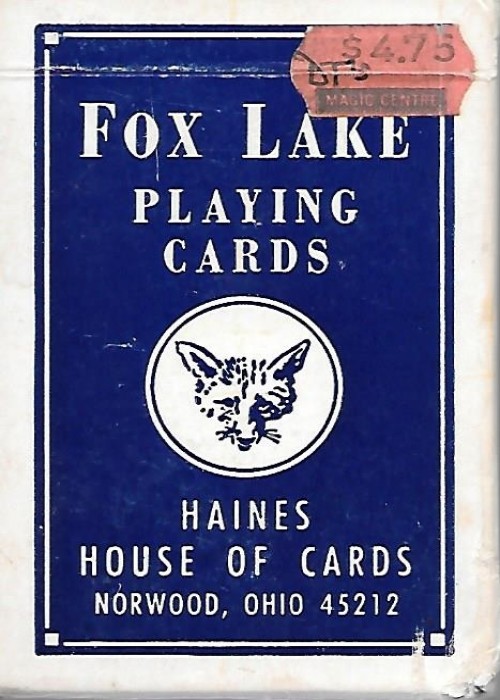 $4.75
MAGIC CENTRE
FOX LAKE
PLAYING
CARDS
HAINES
HOUSE OF CARDS
NORWOOD, OHIO 45212